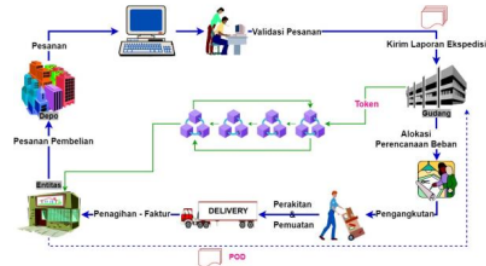 Pesanan
Validasi Pesanan
Kirim Laporan Ekspedisi
Depo
Token
Gudang
Pesanan Pembelian
Alokasi
Perencanaan Beban
Entitas
DELIVERY
Perakitan
&
Pemuatan
Penagihan - Faktur
Pengangkutan
POD